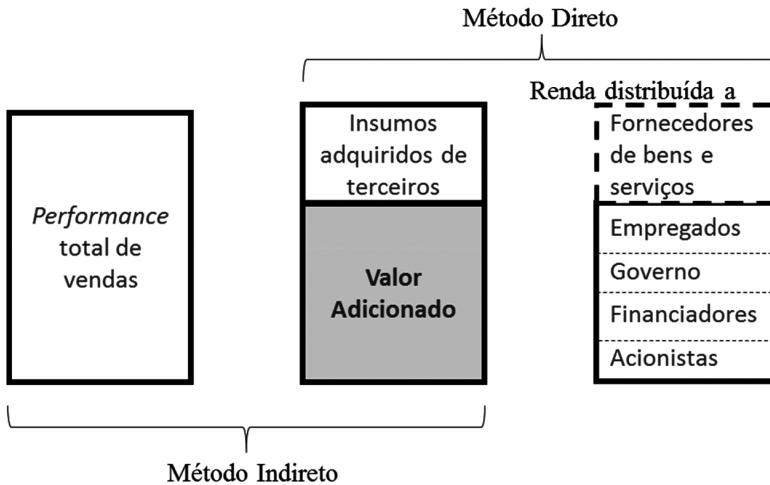 Método Direto
Renda distribuída a
Performance
total de
vendas
Insumos
adquiridos de
terceiros
Valor
Adicionado
Fornecedores
de bens e
serviços
Empregados
Governo
Financiadores
Acionistas
Método Indireto